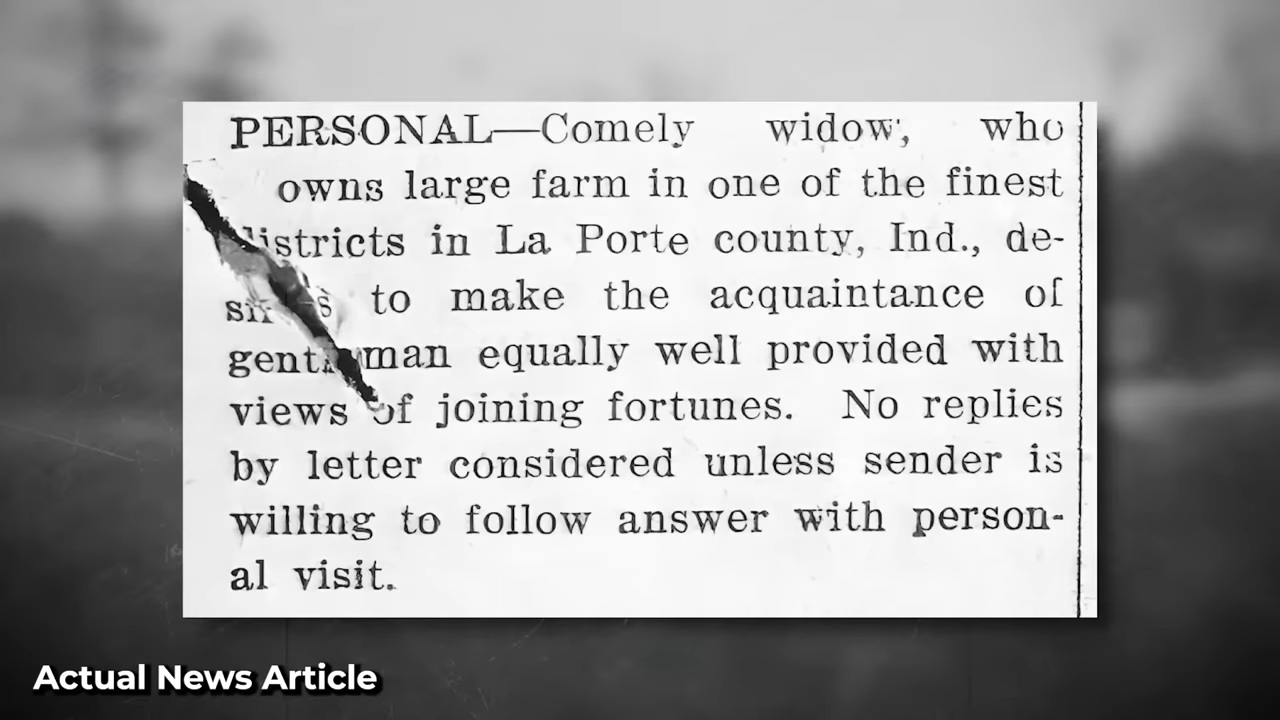 PERSONAL—Comely widow, who
owns large farm in one of the finest
districts in La Porte county, Ind., de-
to make the acquaintance of
gentleman equally well provided with
views of joining fortunes. No replies
by letter considered unless sender is
willing to follow answer with person-
al visit.
Actual News Article